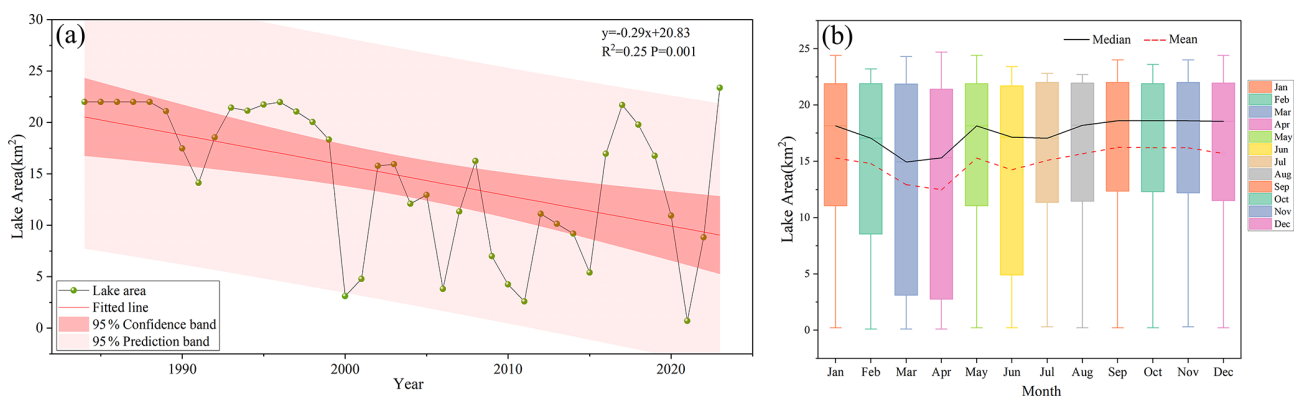 (a)
y=-0.29x+20.83
R²=0.25 P=0.001
30
25
20
15
10
5
0
Lake Area(km²)
Lake area
Fitted line
95% Confidence band
95% Prediction band
1990
2000
2010
2020
Year
(b)
Median
Mean
25
20
15
10
5
0
Lake Area(km²)
Jan
Feb
Mar
Apr
May
Jun
Jul
Aug
Sep
Oct
Nov
Dec
Jan Feb Mar Apr May Jun Jul Aug Sep Oct Nov Dec
Month